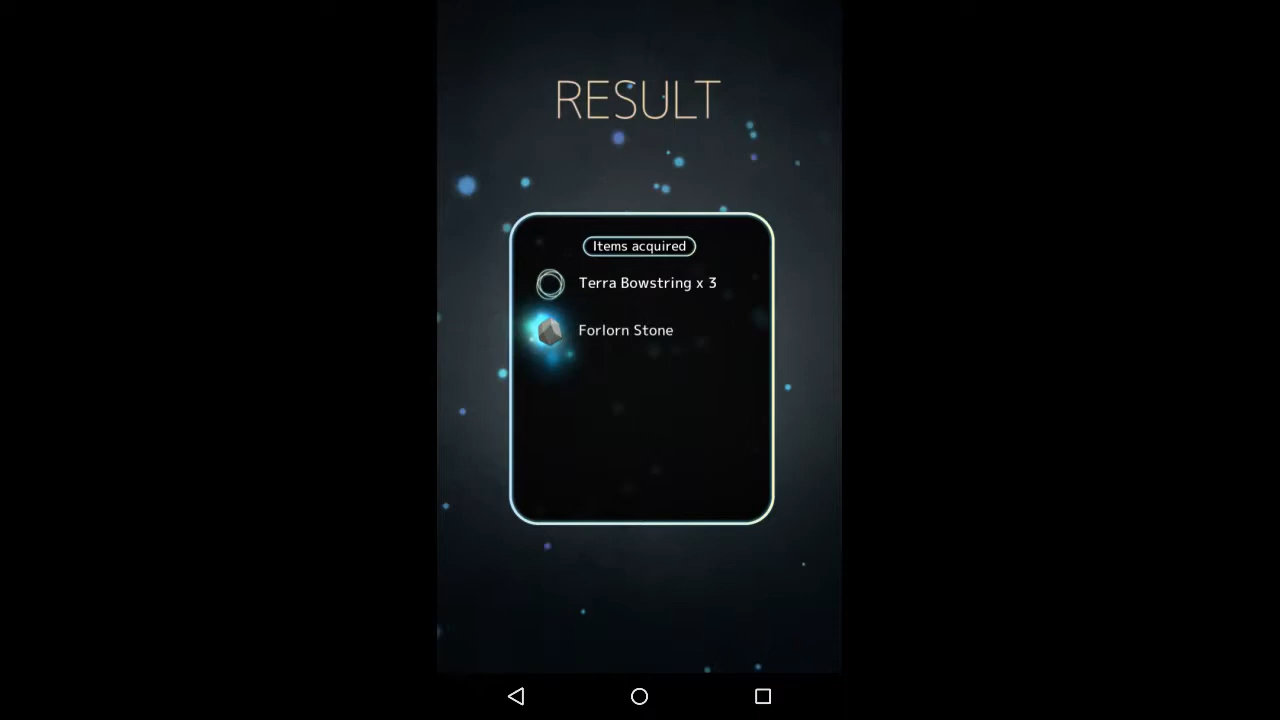 RESULT
Items acquired
Terra Bowstring x 3
Forlorn Stone